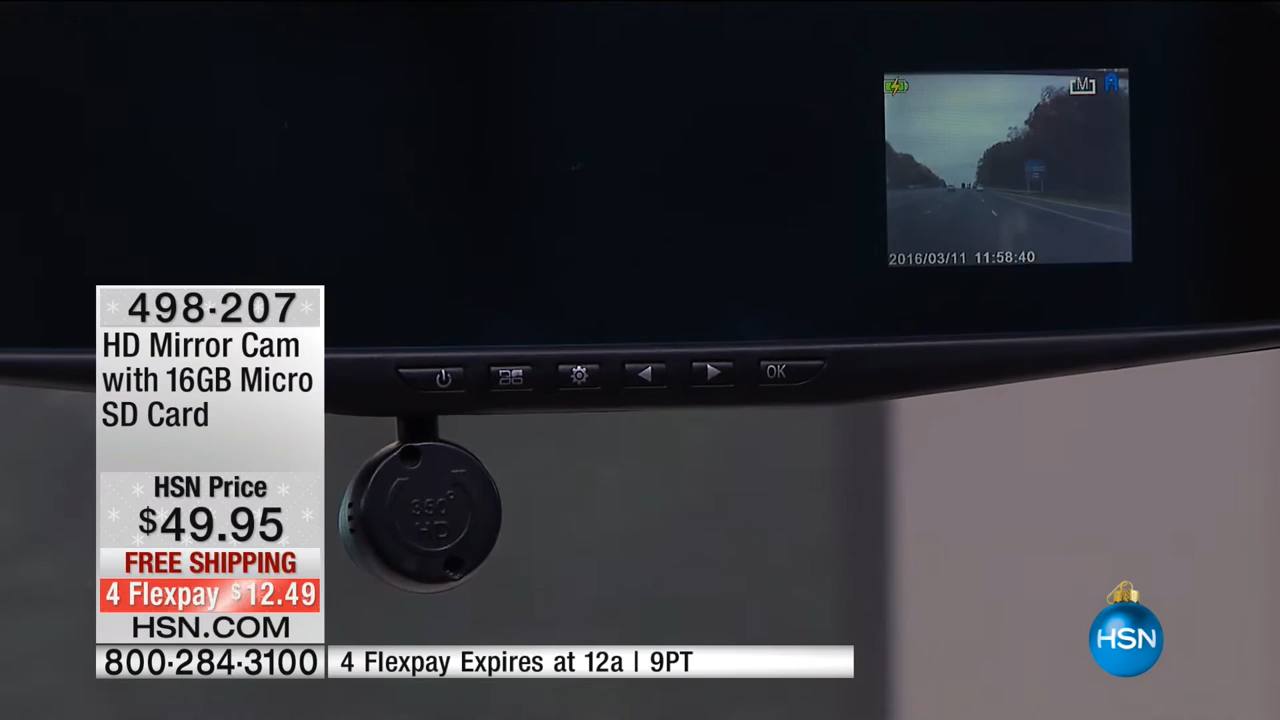 M
2016/03/11 11:58:40
498·207
HD Mirror Cam
with 16GB Micro
SD Card
HSN Price
$49.95
FREE SHIPPING
4 Flexpay $12.49
HSN.COM
800·284·3100
4 Flexpay Expires at 12a | 9PT
OK
360°
HD
HSN